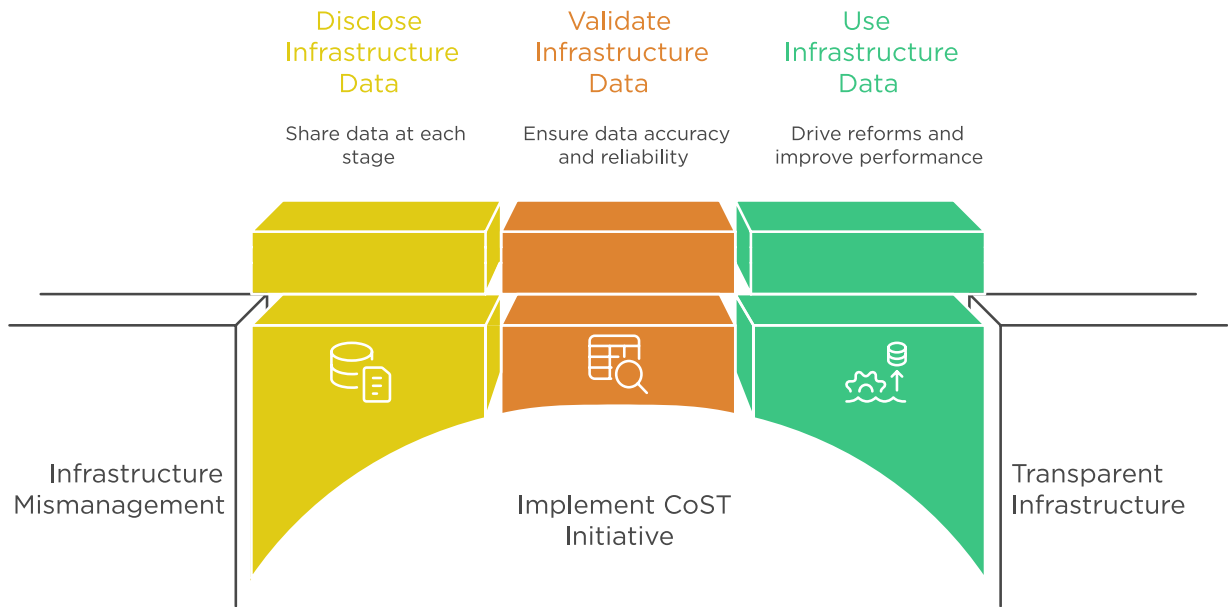 Disclose
Infrastructure
Data
Share data at each
stage
Validate
Infrastructure
Data
Ensure data accuracy
and reliability
Use
Infrastructure
Data
Drive reforms and
improve performance
Infrastructure
Mismanagement
Implement CoST
Initiative
Transparent
Infrastructure